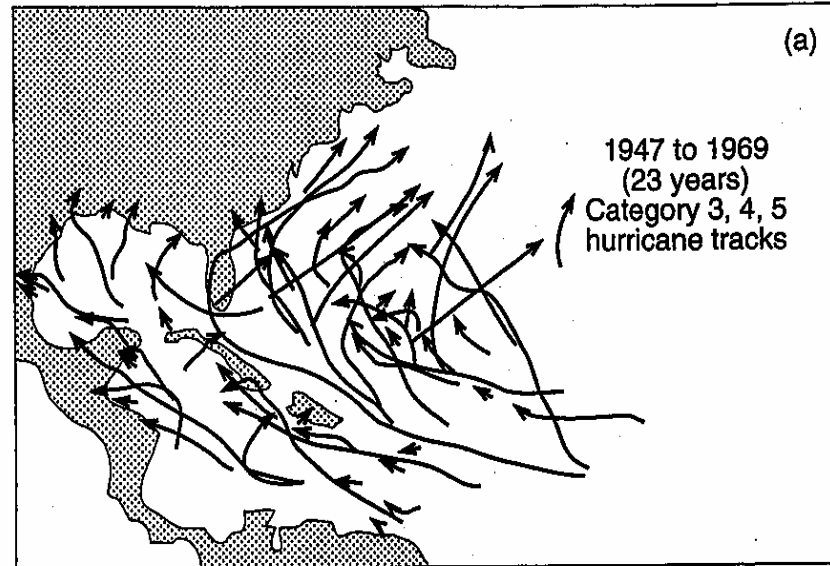 (a)
1947 to 1969
(23 years)
Category 3, 4, 5
hurricane tracks